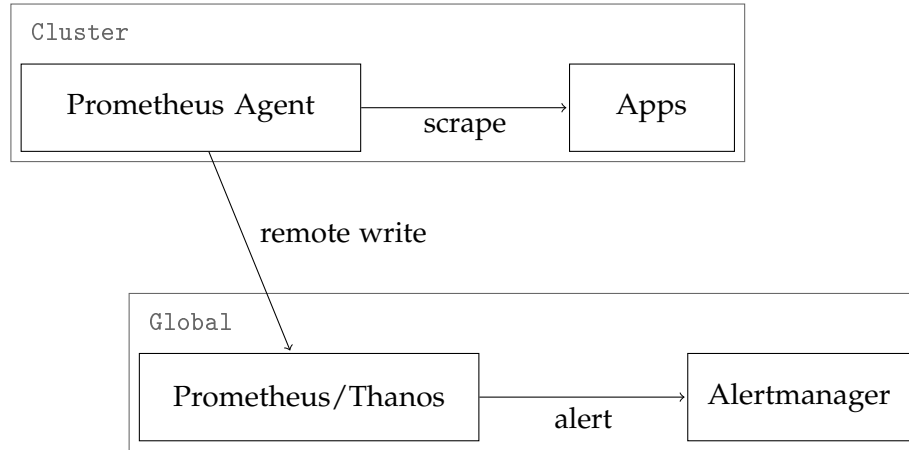 Cluster
Prometheus Agent
scrape
Apps
remote write
Global
Prometheus/Thanos
alert
Alertmanager